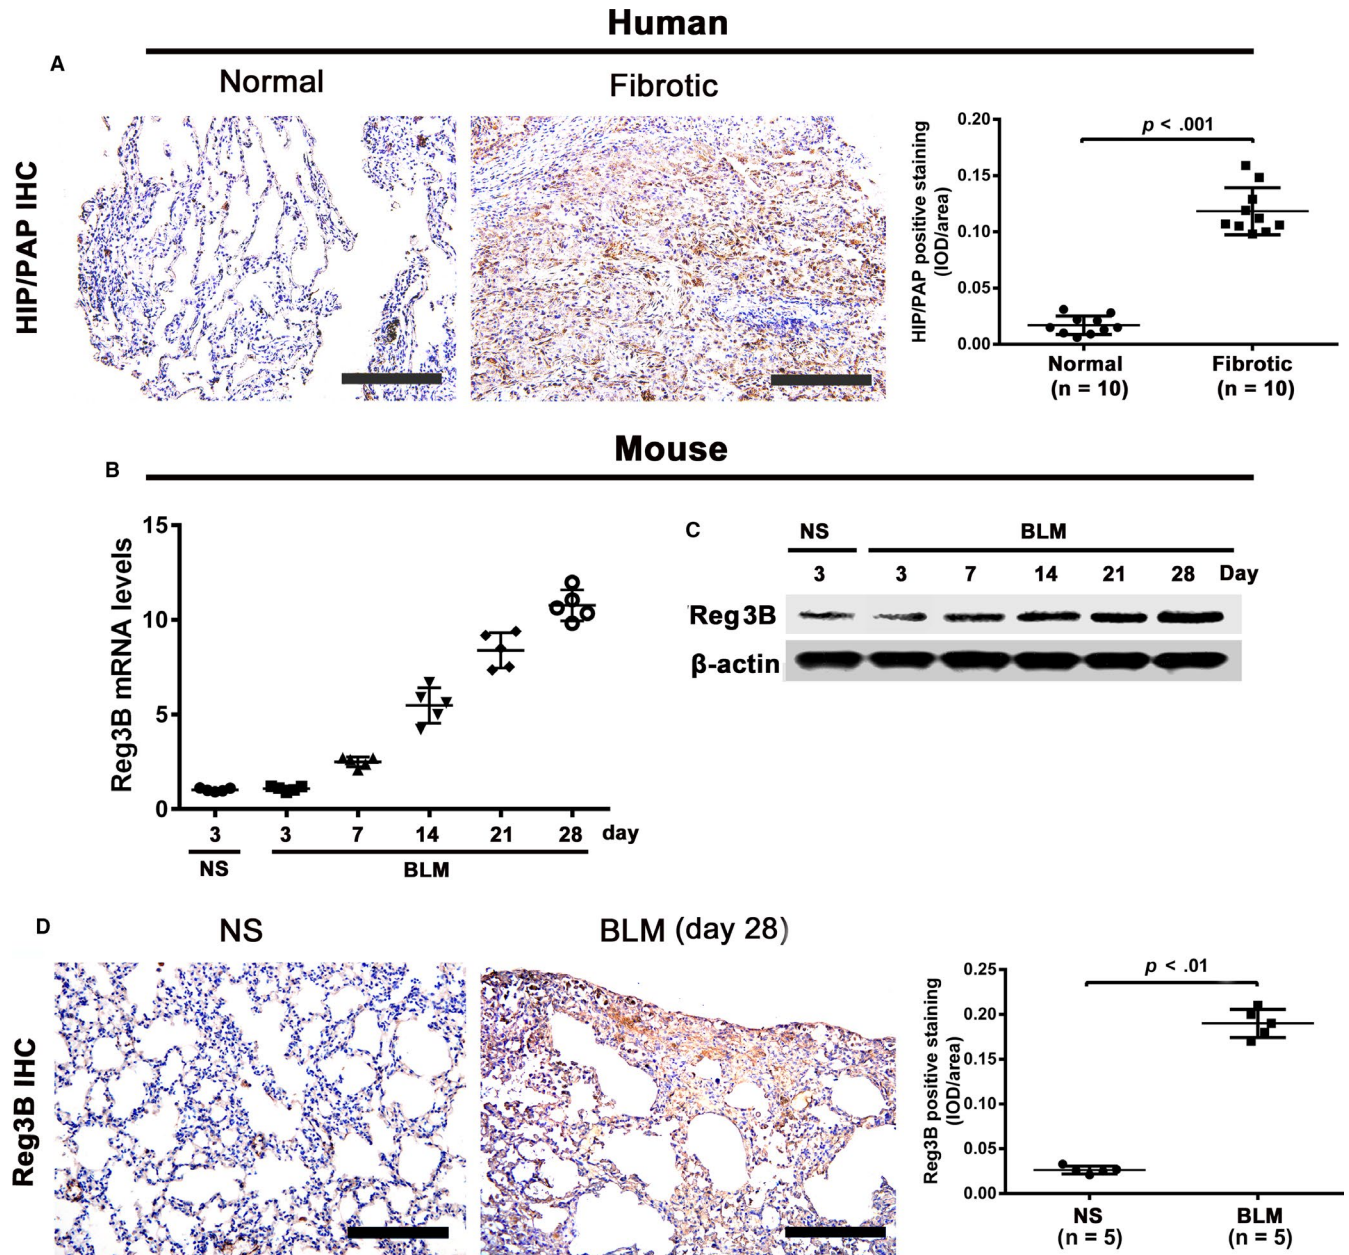 Human
A
Normal
Fibrotic
HIP/PAP IHC
HIP/PAP positive staining
(IOD/area)
0.20
0.15
0.10
0.05
0.00
p < .001
Normal
(n = 10)
Fibrotic
(n = 10)
Mouse
B
Reg3B mRNA levels
15
10
5
0
3 3 7 14 21 28 day
NS BLM
C
NS BLM
3 3 7 14 21 28 Day
Reg3B
β-actin
D
NS
BLM (day 28)
Reg3B IHC
Reg3B positive staining
(IOD/area)
0.25
0.20
0.15
0.10
0.05
0.00
p < .01
NS
(n = 5)
BLM
(n = 5)